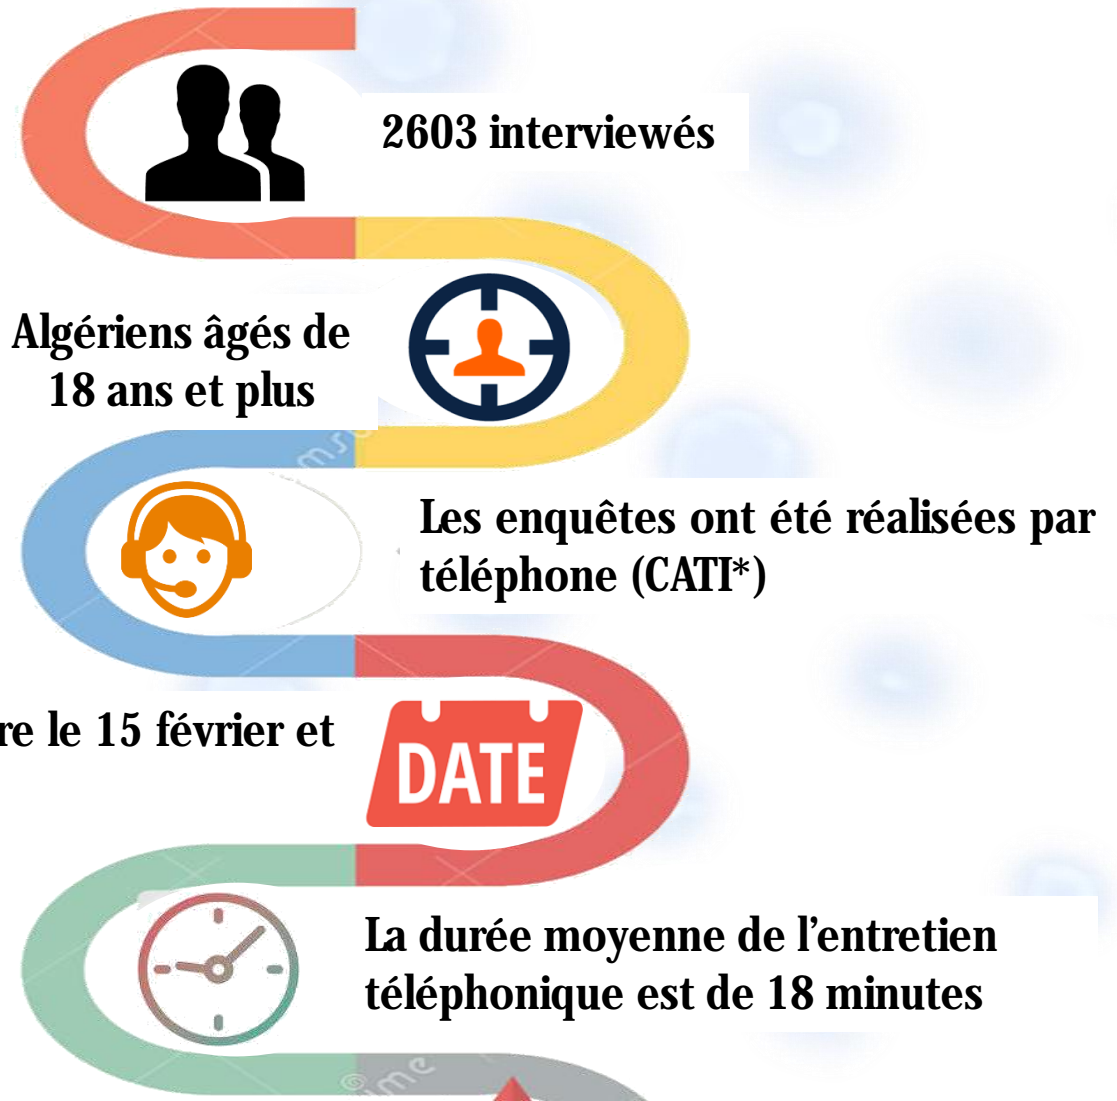 2603 interviewés
Algériens âgés de
18 ans et plus
Les enquêtes ont été réalisées par
téléphone (CATI*)
re le 15 février et
DATE
La durée moyenne de l'entretien
téléphonique est de 18 minutes